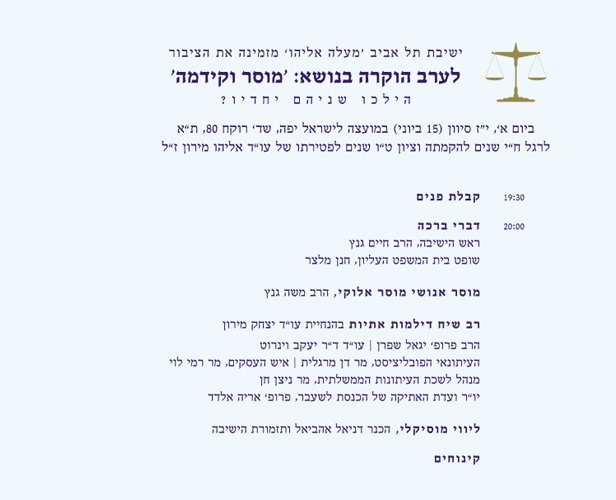 ישיבת תל אביב 'מעלה אליהו' מזמינה את הציבור
לערב הוקרה בנושא: 'מוסר וקידמה'
הילכו שניהם יחדיו?
ביום א', י"ז סיוון (15 ביוני) במועצה לישראל יפה, שד' רוקח 80, ת"א
לרגל ח"י שנים להקמתה וציון ט"ו שנים לפטירתו של עו"ד אליהו מירון ז"ל
19:30 קבלת פנים
20:00 דברי ברכה
ראש הישיבה, הרב חיים גנץ
שופט בית המשפט העליון, חנן מלצר
מוסר אנושי מוסר אלוקי, הרב משה גנץ
רב שיח דילמות אתיות בהנחיית עו"ד יצחק מירון
הרב פרופ' יגאל שפרן | עו"ד ד"ר יעקב וינרוט
העיתונאי הפובליציסט, מר דן מרגלית | איש העסקים, מר רמי לוי
מנהל לשכת העיתונות הממשלתית, מר ניצן חן
יו"ר ועדת האתיקה של הכנסת לשעבר, פרופ' אריה אלדד
ליווי מוסיקלי, הכנר דניאל אהביאל ותזמורת הישיבה
קינוחים